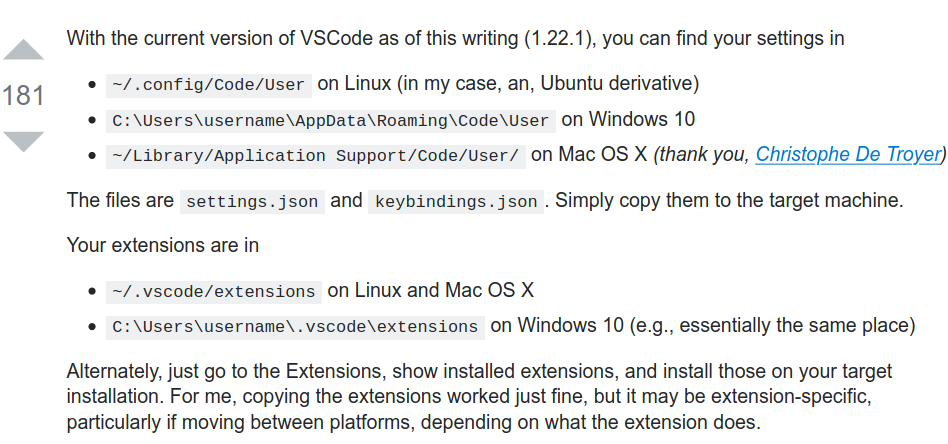 With the current version of VSCode as of this writing (1.22.1), you can find your settings in
181
~/.config/Code/User on Linux (in my case, an, Ubuntu derivative)
C:\Users\username\AppData\Roaming\Code\User on Windows 10
~/Library/Application Support/Code/User/ on Mac OS X (thank you, Christophe De Troyer)
The files are settings.json and keybindings.json . Simply copy them to the target machine.
Your extensions are in
~/.vscode/extensions on Linux and Mac OS X
C:\Users\username\.vscode\extensions on Windows 10 (e.g., essentially the same place)
Alternately, just go to the Extensions, show installed extensions, and install those on your target
installation. For me, copying the extensions worked just fine, but it may be extension-specific,
particularly if moving between platforms, depending on what the extension does.